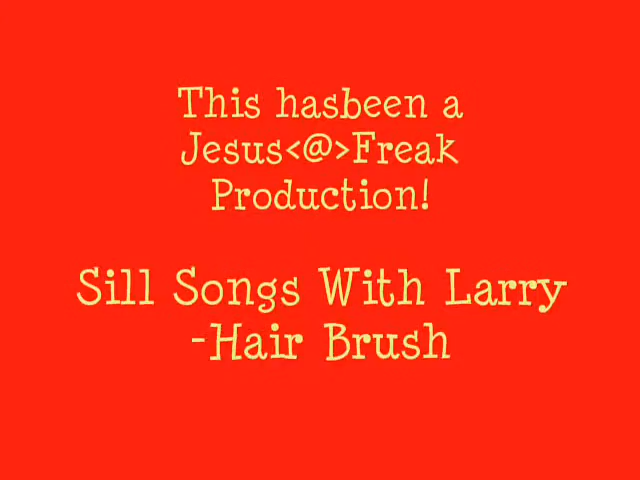 This hasbeen a
Jesus<@>Freak
Production!
Sill Songs With Larry
-Hair Brush